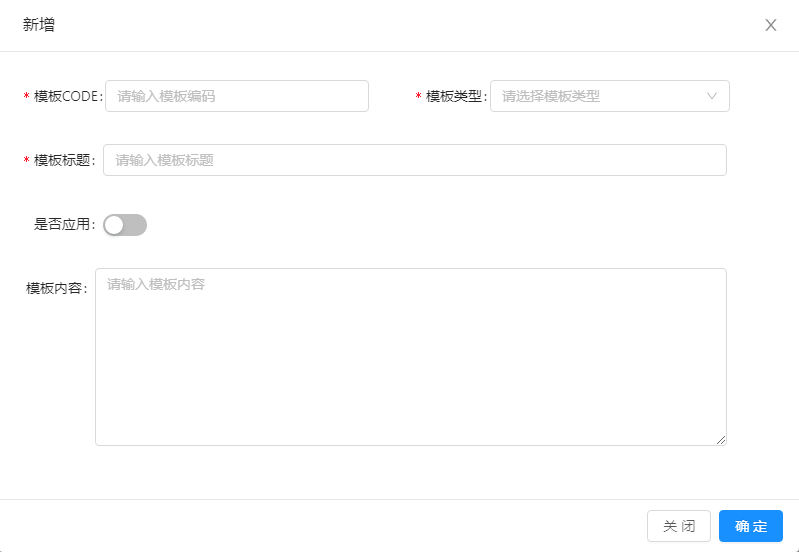 新增
* 模板CODE: 请输入模板编码 * 模板类型: 请选择模板类型
* 模板标题: 请输入模板标题
是否应用:
模板内容: 请输入模板内容
关 闭 确 定